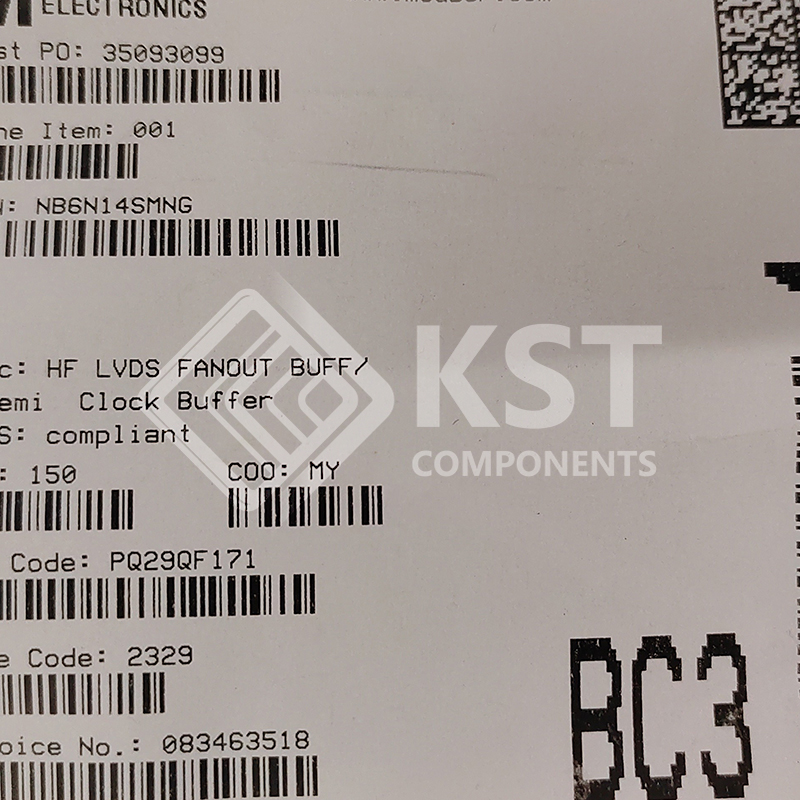 ELECTRONICS
st PO: 35093099
ne Item: 001
: NB6N14SMNG
c: HF LVDS FANOUT BUFF/
emi Clock Buffer
S: compliant
: 150 COO: MY
Code: PQ29QF171
e Code: 2329
oice No.: 083463518
BC3
KST
COMPONENTS